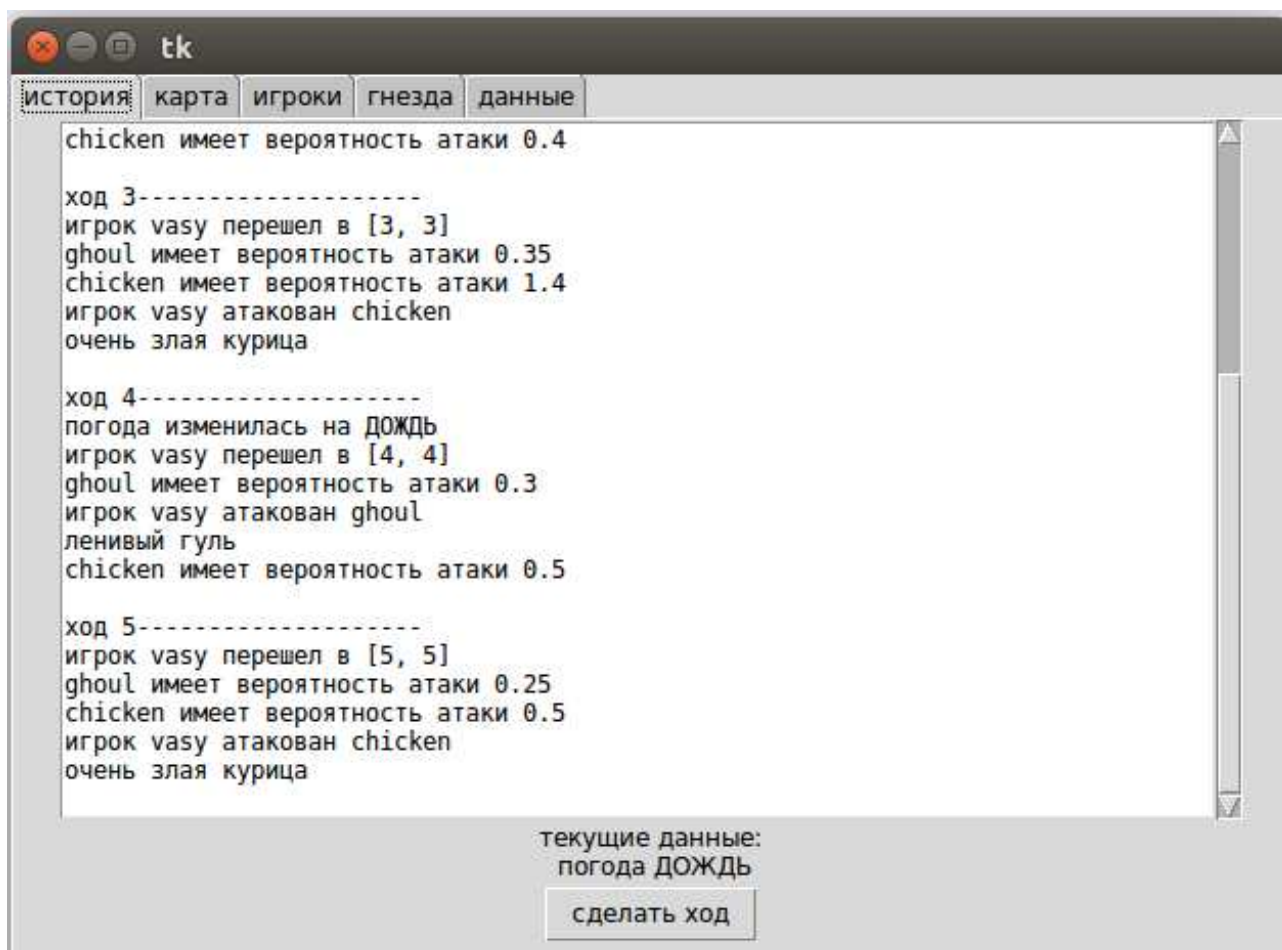 tk
история карта игроки гнезда данные
chicken имеет вероятность атаки 0.4
ход 3--------------------
игрок vasy перешел в [3, 3]
ghoul имеет вероятность атаки 0.35
chicken имеет вероятность атаки 1.4
игрок vasy атакован chicken
очень злая курица
ход 4--------------------
погода изменилась на ДОЖДЬ
игрок vasy перешел в [4, 4]
ghoul имеет вероятность атаки 0.3
игрок vasy атакован ghoul
ленивый гуль
chicken имеет вероятность атаки 0.5
ход 5--------------------
игрок vasy перешел в [5, 5]
ghoul имеет вероятность атаки 0.25
chicken имеет вероятность атаки 0.5
игрок vasy атакован chicken
очень злая курица
текущие данные:
погода ДОЖДЬ
сделать ход